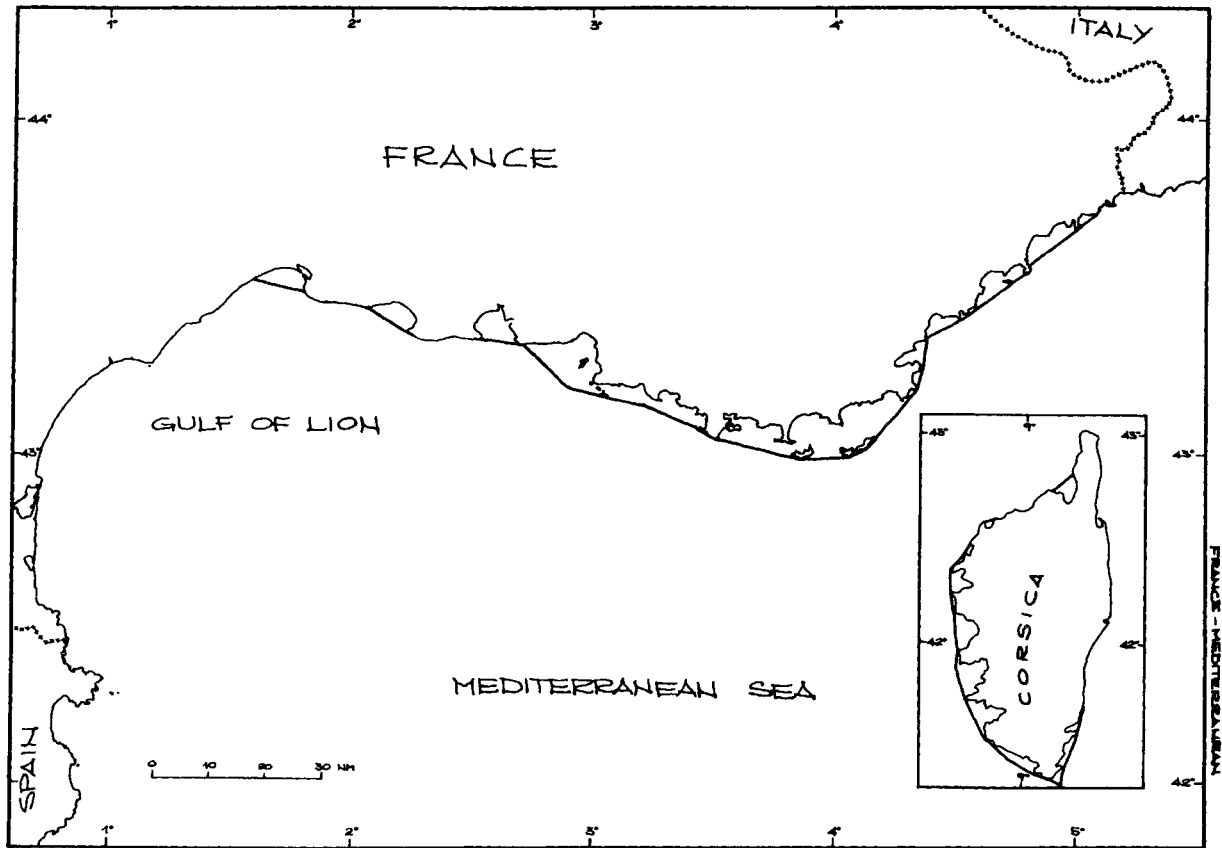 1° 2° 3° 4° 5°
ITALY
44° 44°
FRANCE
GULF OF LION
43° 43°
43° 43°
CORSICA
42° 42°
MEDITERRANEAN SEA
SPAIN
0 10 20 30 NM
42°
1° 2° 3° 4° 5°
FRANCE - MEDITERRANEAN